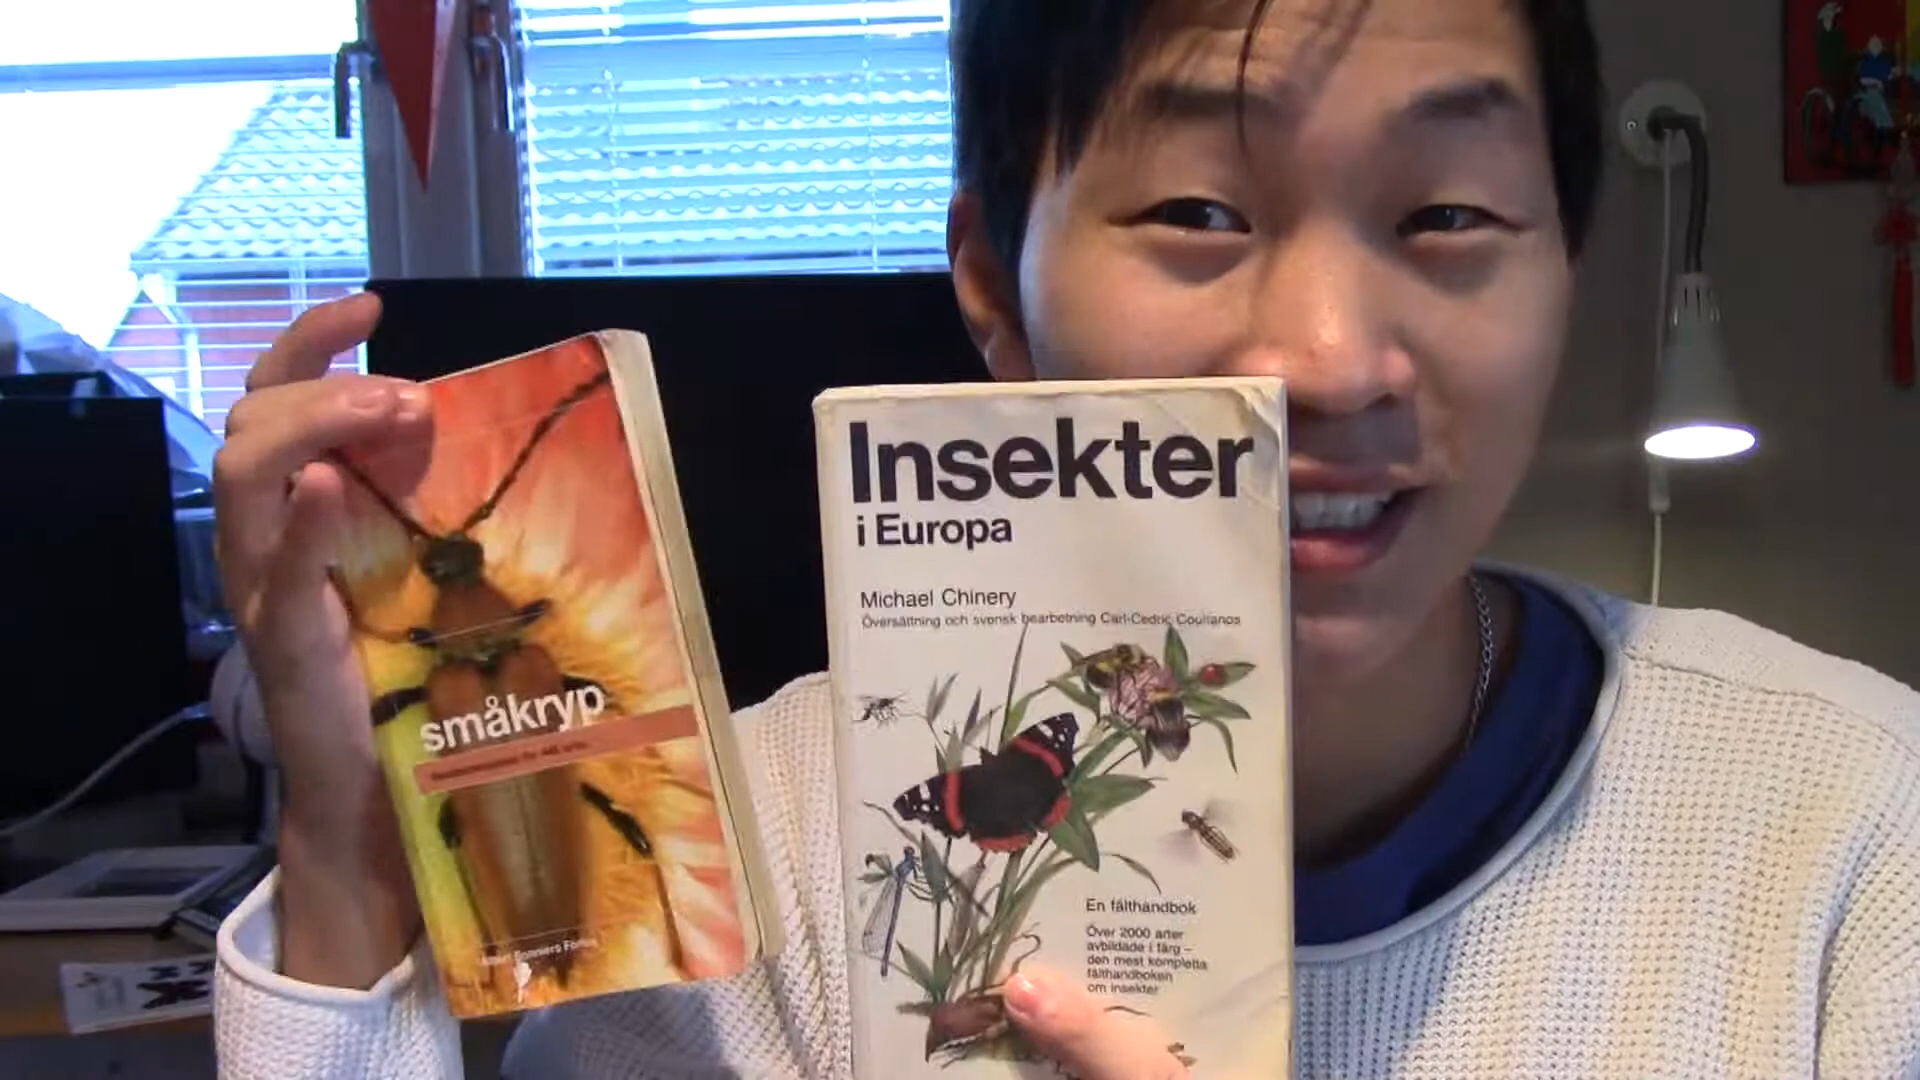 småkryp
Insekter
i Europa
Michael Chinery
Översättning och svensk bearbetning Carl-Cedric Coulianos
En fälthandbok
Över 2000 arter
avbildade i färg –
den mest kompletta
fälthandboken
om insekter
Bonniers